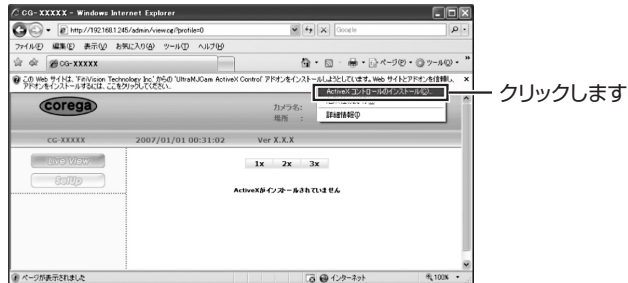 CG-XXXXX - Windows Internet Explorer
http://192.168.1.245/admin/view.cgi?profile=0
Google
ファイル(F) 編集(E) 表示(V) お気に入り(A) ツール(T) ヘルプ(H)
CG-XXXXX
ページ(P) ツール(O)
この Web サイトは、'FitiVision Technology Inc.' からの 'UltraMJCam ActiveX Control' アドオンをインストールしようとしています。Web サイトとアドオンを信頼し、
アドオンをインストールするには、ここをクリックしてください。
ActiveX コントロールのインストール(C)...
クリックします
詳細情報(I)
corega
カメラ名:
場所 :
CG-XXXXX 2007/01/01 00:31:02 Ver X.X.X
Live View
SetUp
1x 2x 3x
ActiveXがインストールされていません
ページが表示されました
インターネット
100%